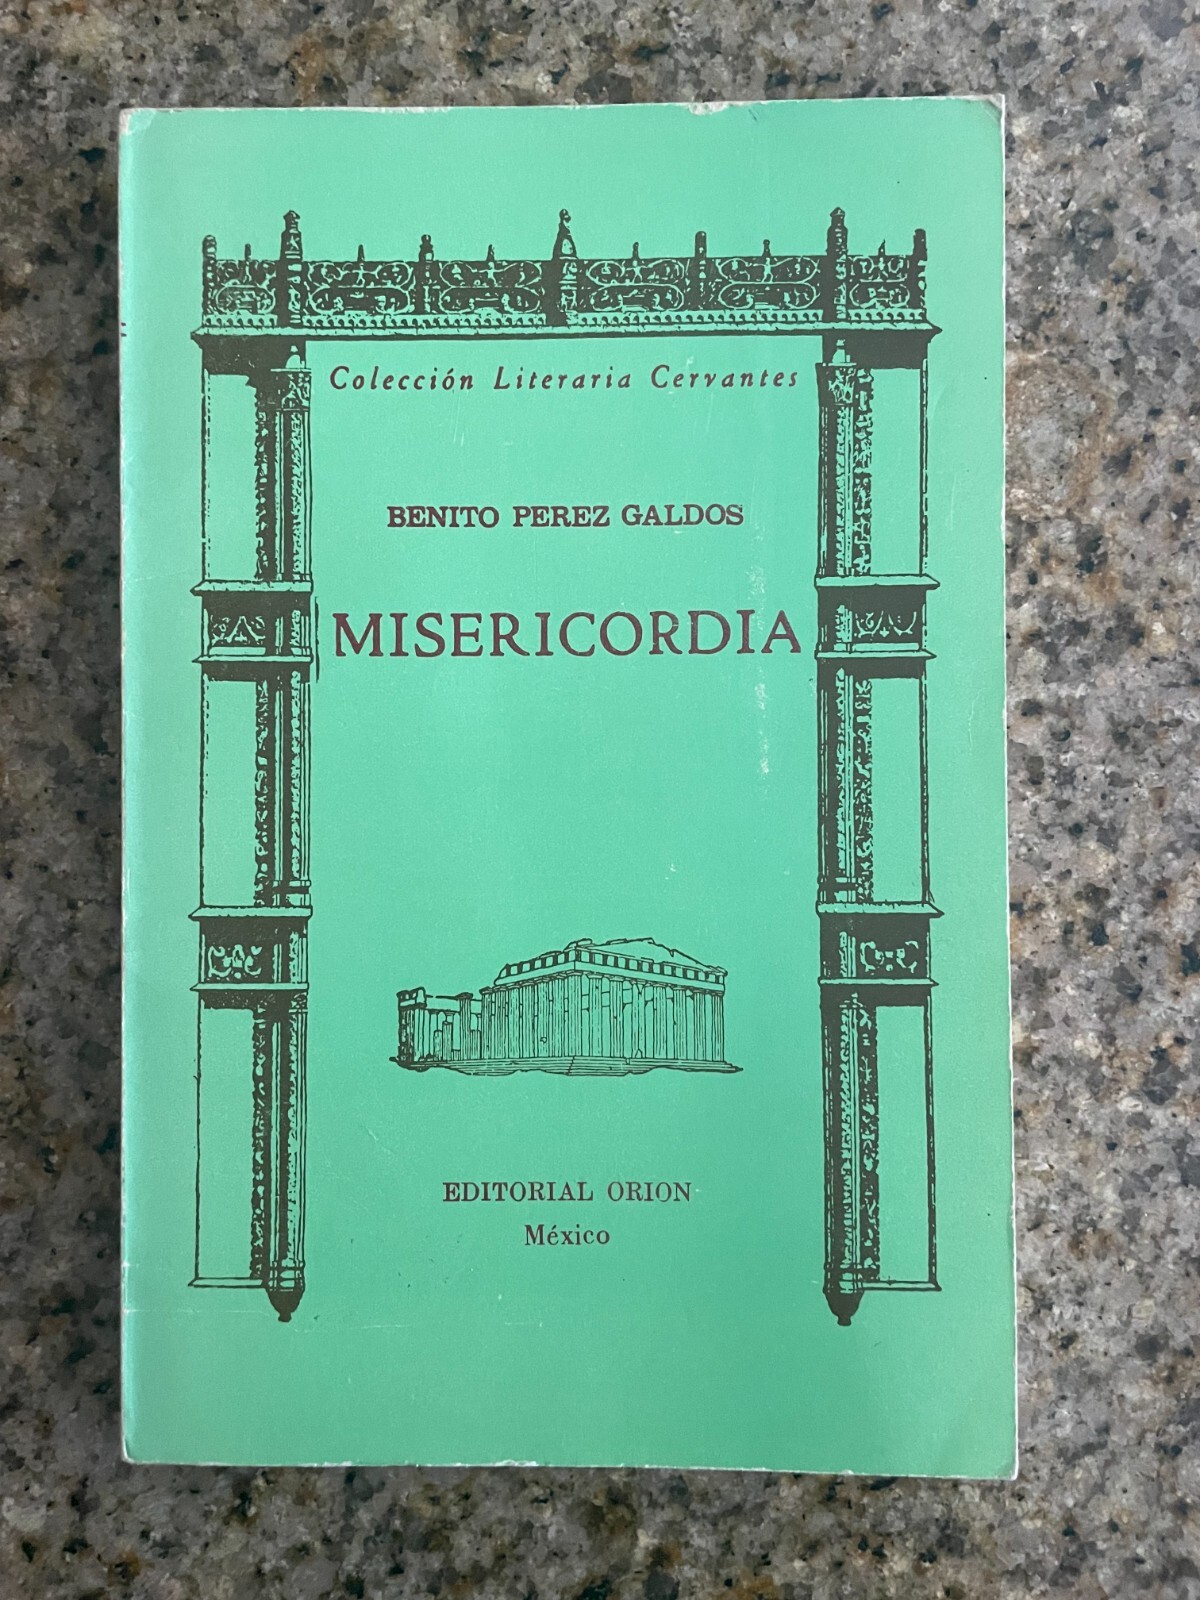 Colección Literaria Cervantes
BENITO PEREZ GALDOS
MISERICORDIA
EDITORIAL ORION
México